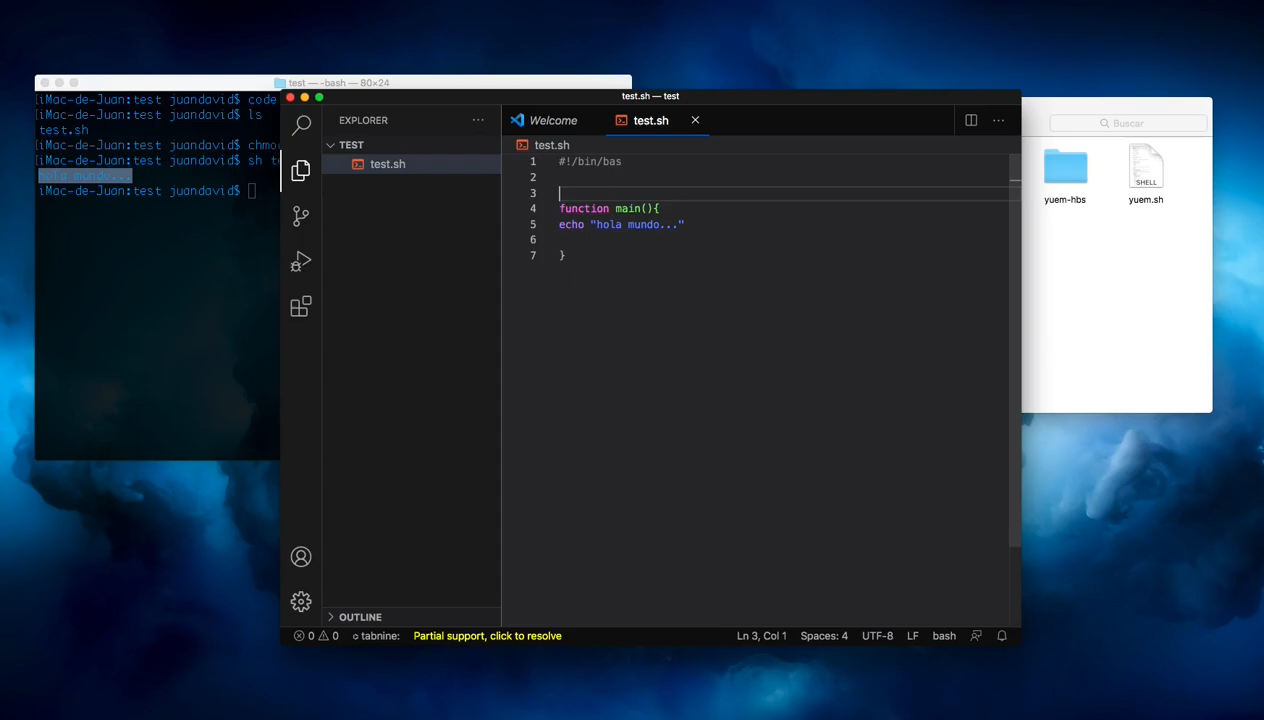 test — -bash — 80×24
[iMac-de-Juan:test juandavid$ code
[iMac-de-Juan:test juandavid$ ls
test.sh
[iMac-de-Juan:test juandavid$ chmo
[iMac-de-Juan:test juandavid$ sh te
hola mundo...
iMac-de-Juan:test juandavid$
test.sh — test
EXPLORER
TEST
test.sh
OUTLINE
Welcome
test.sh
test.sh
1 #!/bin/bas
2
3
4 function main(){
5 echo "hola mundo..."
6
7 }
0 0 tabnine: Partial support, click to resolve Ln 3, Col 1 Spaces: 4 UTF-8 LF bash
Buscar
SHELL
yuem-hbs
yuem.sh